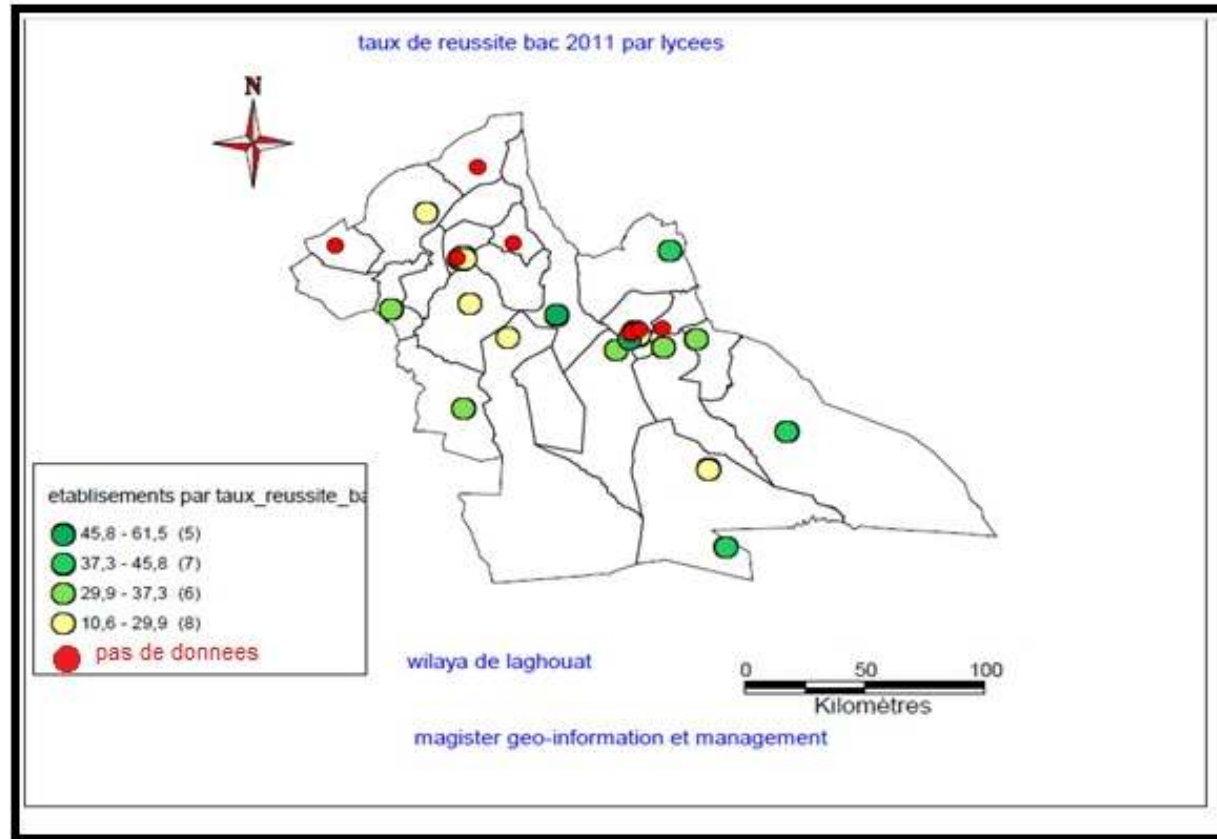 taux de reussite bac 2011 par lycees
N
etablisements par taux_reussite_ba
45,8 - 61,5 (5)
37,3 - 45,8 (7)
29,9 - 37,3 (6)
10,6 - 29,9 (8)
pas de donnees
wilaya de laghouat
0 50 100
Kilomètres
magister geo-information et management